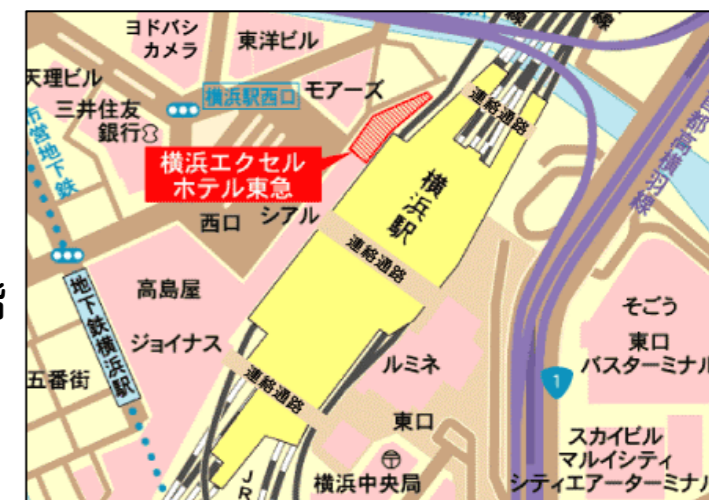 ヨドバシ
カメラ
東洋ビル
線
線
天理ビル
横浜駅西口
モアーズ
三井住友
銀行
市営地下鉄
連絡通路
首都高横羽線
横浜エクセル
ホテル東急
横浜駅
西口
シアル
連絡通路
高島屋
地下鉄横浜駅
そごう
東口
バスターミナル
ジョイナス
ルミネ
五番街
連絡通路
1
東口
スカイビル
マルイシティ
シティエアーターミナル
横浜中央局
JR